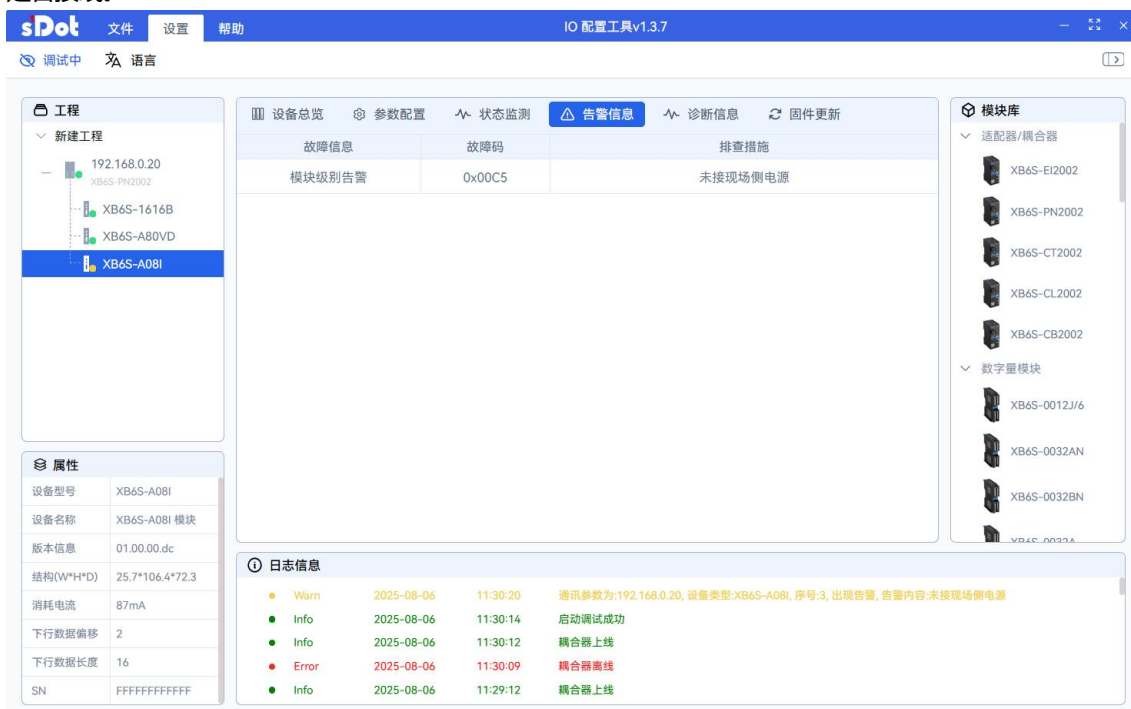 sDot 文件 设置 帮助 IO 配置工具v1.3.7
调试中 语言
工程
新建工程
192.168.0.20
XB6S-PN2002
XB6S-1616B
XB6S-A80VD
XB6S-A08I
设备总览 参数配置 状态监测 告警信息 诊断信息 固件更新
故障信息 故障码 排查措施
模块级别告警 0x00C5 未接现场侧电源
模块库
适配器/耦合器
XB6S-EI2002
XB6S-PN2002
XB6S-CT2002
XB6S-CL2002
XB6S-CB2002
数字量模块
XB6S-0012J/6
XB6S-0032AN
XB6S-0032BN
XB6S-0032A
属性
设备型号 XB6S-A08I
设备名称 XB6S-A08I 模块
版本信息 01.00.00.dc
结构(W*H*D) 25.7*106.4*72.3
消耗电流 87mA
下行数据偏移 2
下行数据长度 16
SN FFFFFFFFFFFF
日志信息
Warn 2025-08-06 11:30:20 通讯参数为:192.168.0.20, 设备类型:XB6S-A08I, 序号:3, 出现告警, 告警内容:未接现场侧电源
Info 2025-08-06 11:30:14 启动调试成功
Info 2025-08-06 11:30:12 耦合器上线
Error 2025-08-06 11:30:09 耦合器离线
Info 2025-08-06 11:29:12 耦合器上线